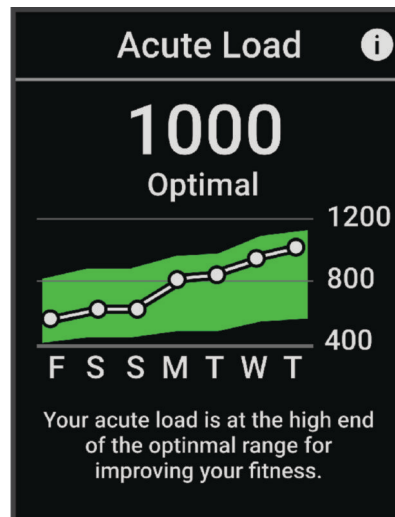 Acute Load
i
1000
Optimal
1200
800
400
F S S M T W T
Your acute load is at the high end
of the optinmal range for
improving your fitness.